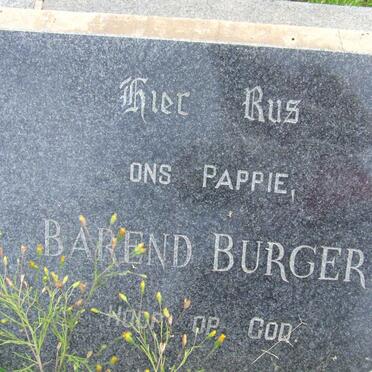 Hier Rus
ONS PAPPIE,
BAREND BURGER
OP GOD.